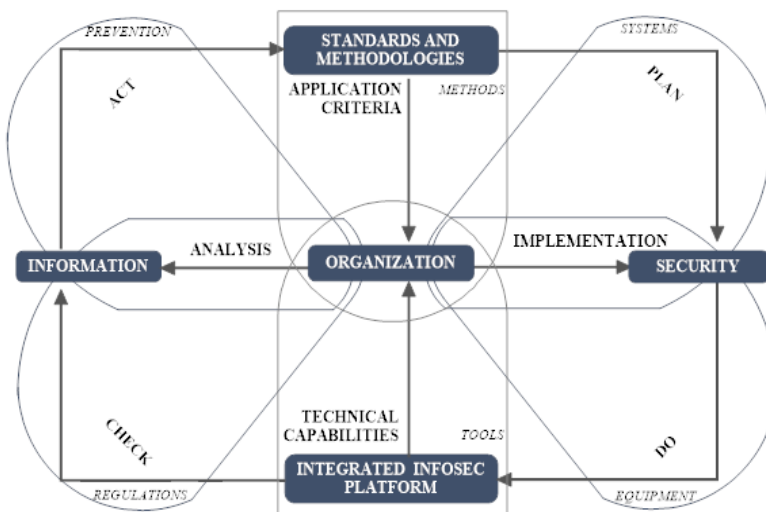 PREVENTION
STANDARDS AND
METHODOLOGIES
SYSTEMS
ACT
APPLICATION
CRITERIA
METHODS
PLAN
INFORMATION
ANALYSIS
ORGANIZATION
IMPLEMENTATION
SECURITY
CHECK
TECHNICAL
CAPABILITIES
TOOLS
DO
REGULATIONS
INTEGRATED INFOSEC
PLATFORM
EQUIPMENT